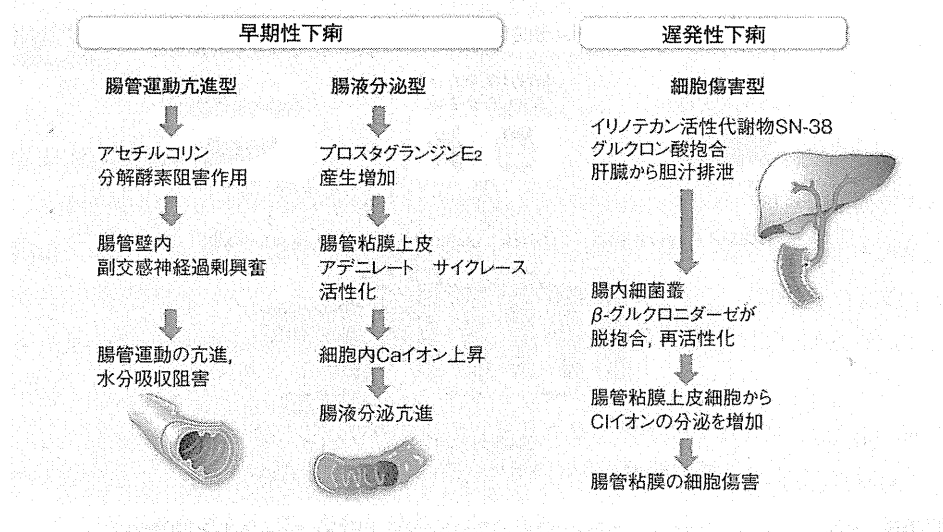 早期性下痢
腸管運動亢進型
アセチルコリン
分解酵素阻害作用
腸管壁内
副交感神経過剰興奮
腸管運動の亢進,
水分吸収阻害
腸液分泌型
プロスタグランジンE2
産生増加
腸管粘膜上皮
アデニレート　サイクレース
活性化
細胞内Caイオン上昇
腸液分泌亢進
遅発性下痢
細胞傷害型
イリノテカン活性代謝物SN-38
グルクロン酸抱合
肝臓から胆汁排泄
腸内細菌叢
β-グルクロニダーゼが
脱抱合, 再活性化
腸管粘膜上皮細胞から
Clイオンの分泌を増加
腸管粘膜の細胞傷害